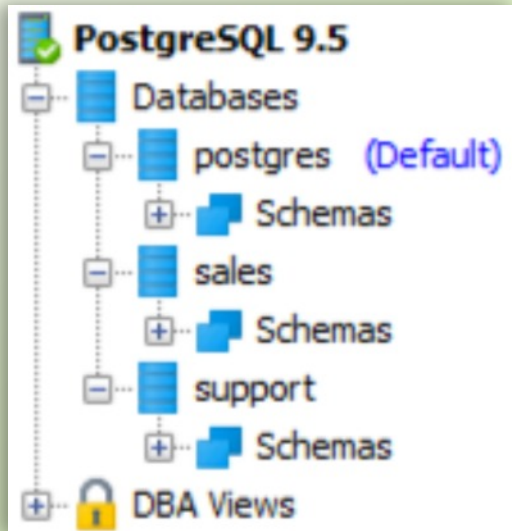 PostgreSQL 9.5
Databases
postgres (Default)
Schemas
sales
Schemas
support
Schemas
DBA Views